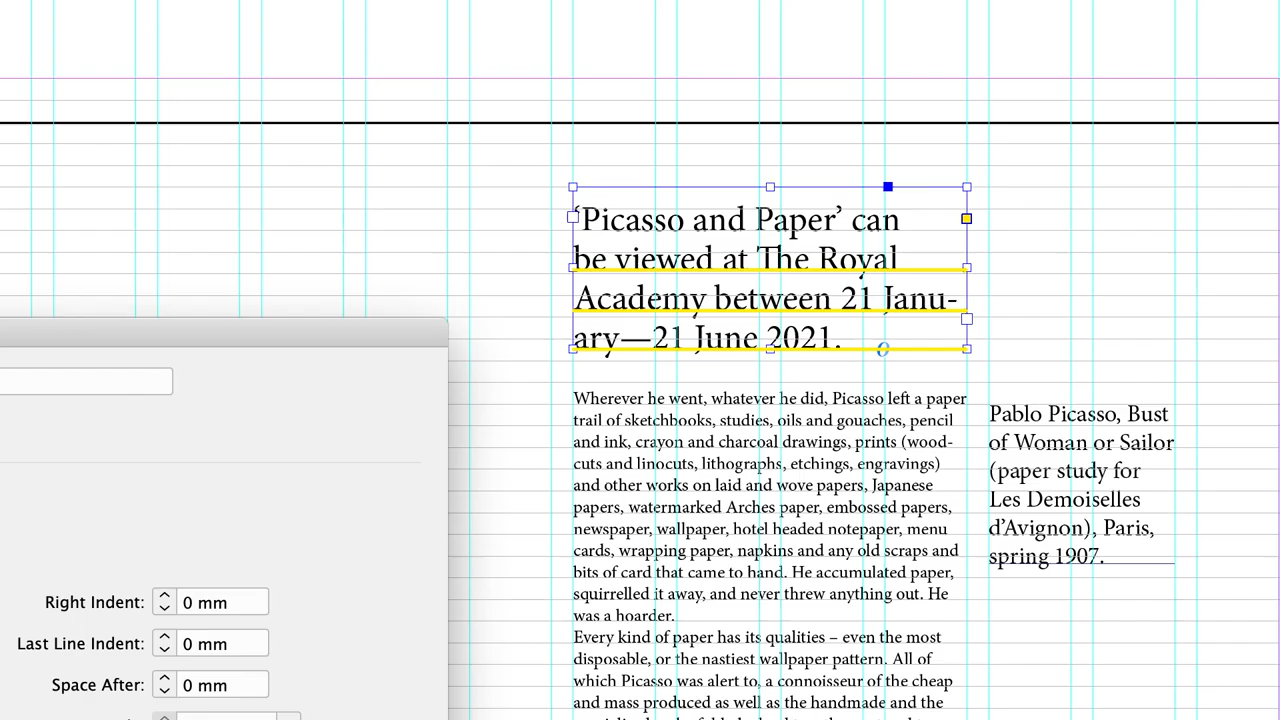 ‘Picasso and Paper’ can
be viewed at The Royal
Academy between 21 Janu-
ary—21 June 2021.
Wherever he went, whatever he did, Picasso left a paper
trail of sketchbooks, studies, oils and gouaches, pencil
and ink, crayon and charcoal drawings, prints (wood-
cuts and linocuts, lithographs, etchings, engravings)
and other works on laid and wove papers, Japanese
papers, watermarked Arches paper, embossed papers,
newspaper, wallpaper, hotel headed notepaper, menu
cards, wrapping paper, napkins and any old scraps and
bits of card that came to hand. He accumulated paper,
squirrelled it away, and never threw anything out. He
was a hoarder.
Every kind of paper has its qualities – even the most
disposable, or the nastiest wallpaper pattern. All of
which Picasso was alert to, a connoisseur of the cheap
and mass produced as well as the handmade and the
Pablo Picasso, Bust
of Woman or Sailor
(paper study for
Les Demoiselles
d’Avignon), Paris,
spring 1907.
Right Indent: 0 mm
Last Line Indent: 0 mm
Space After: 0 mm